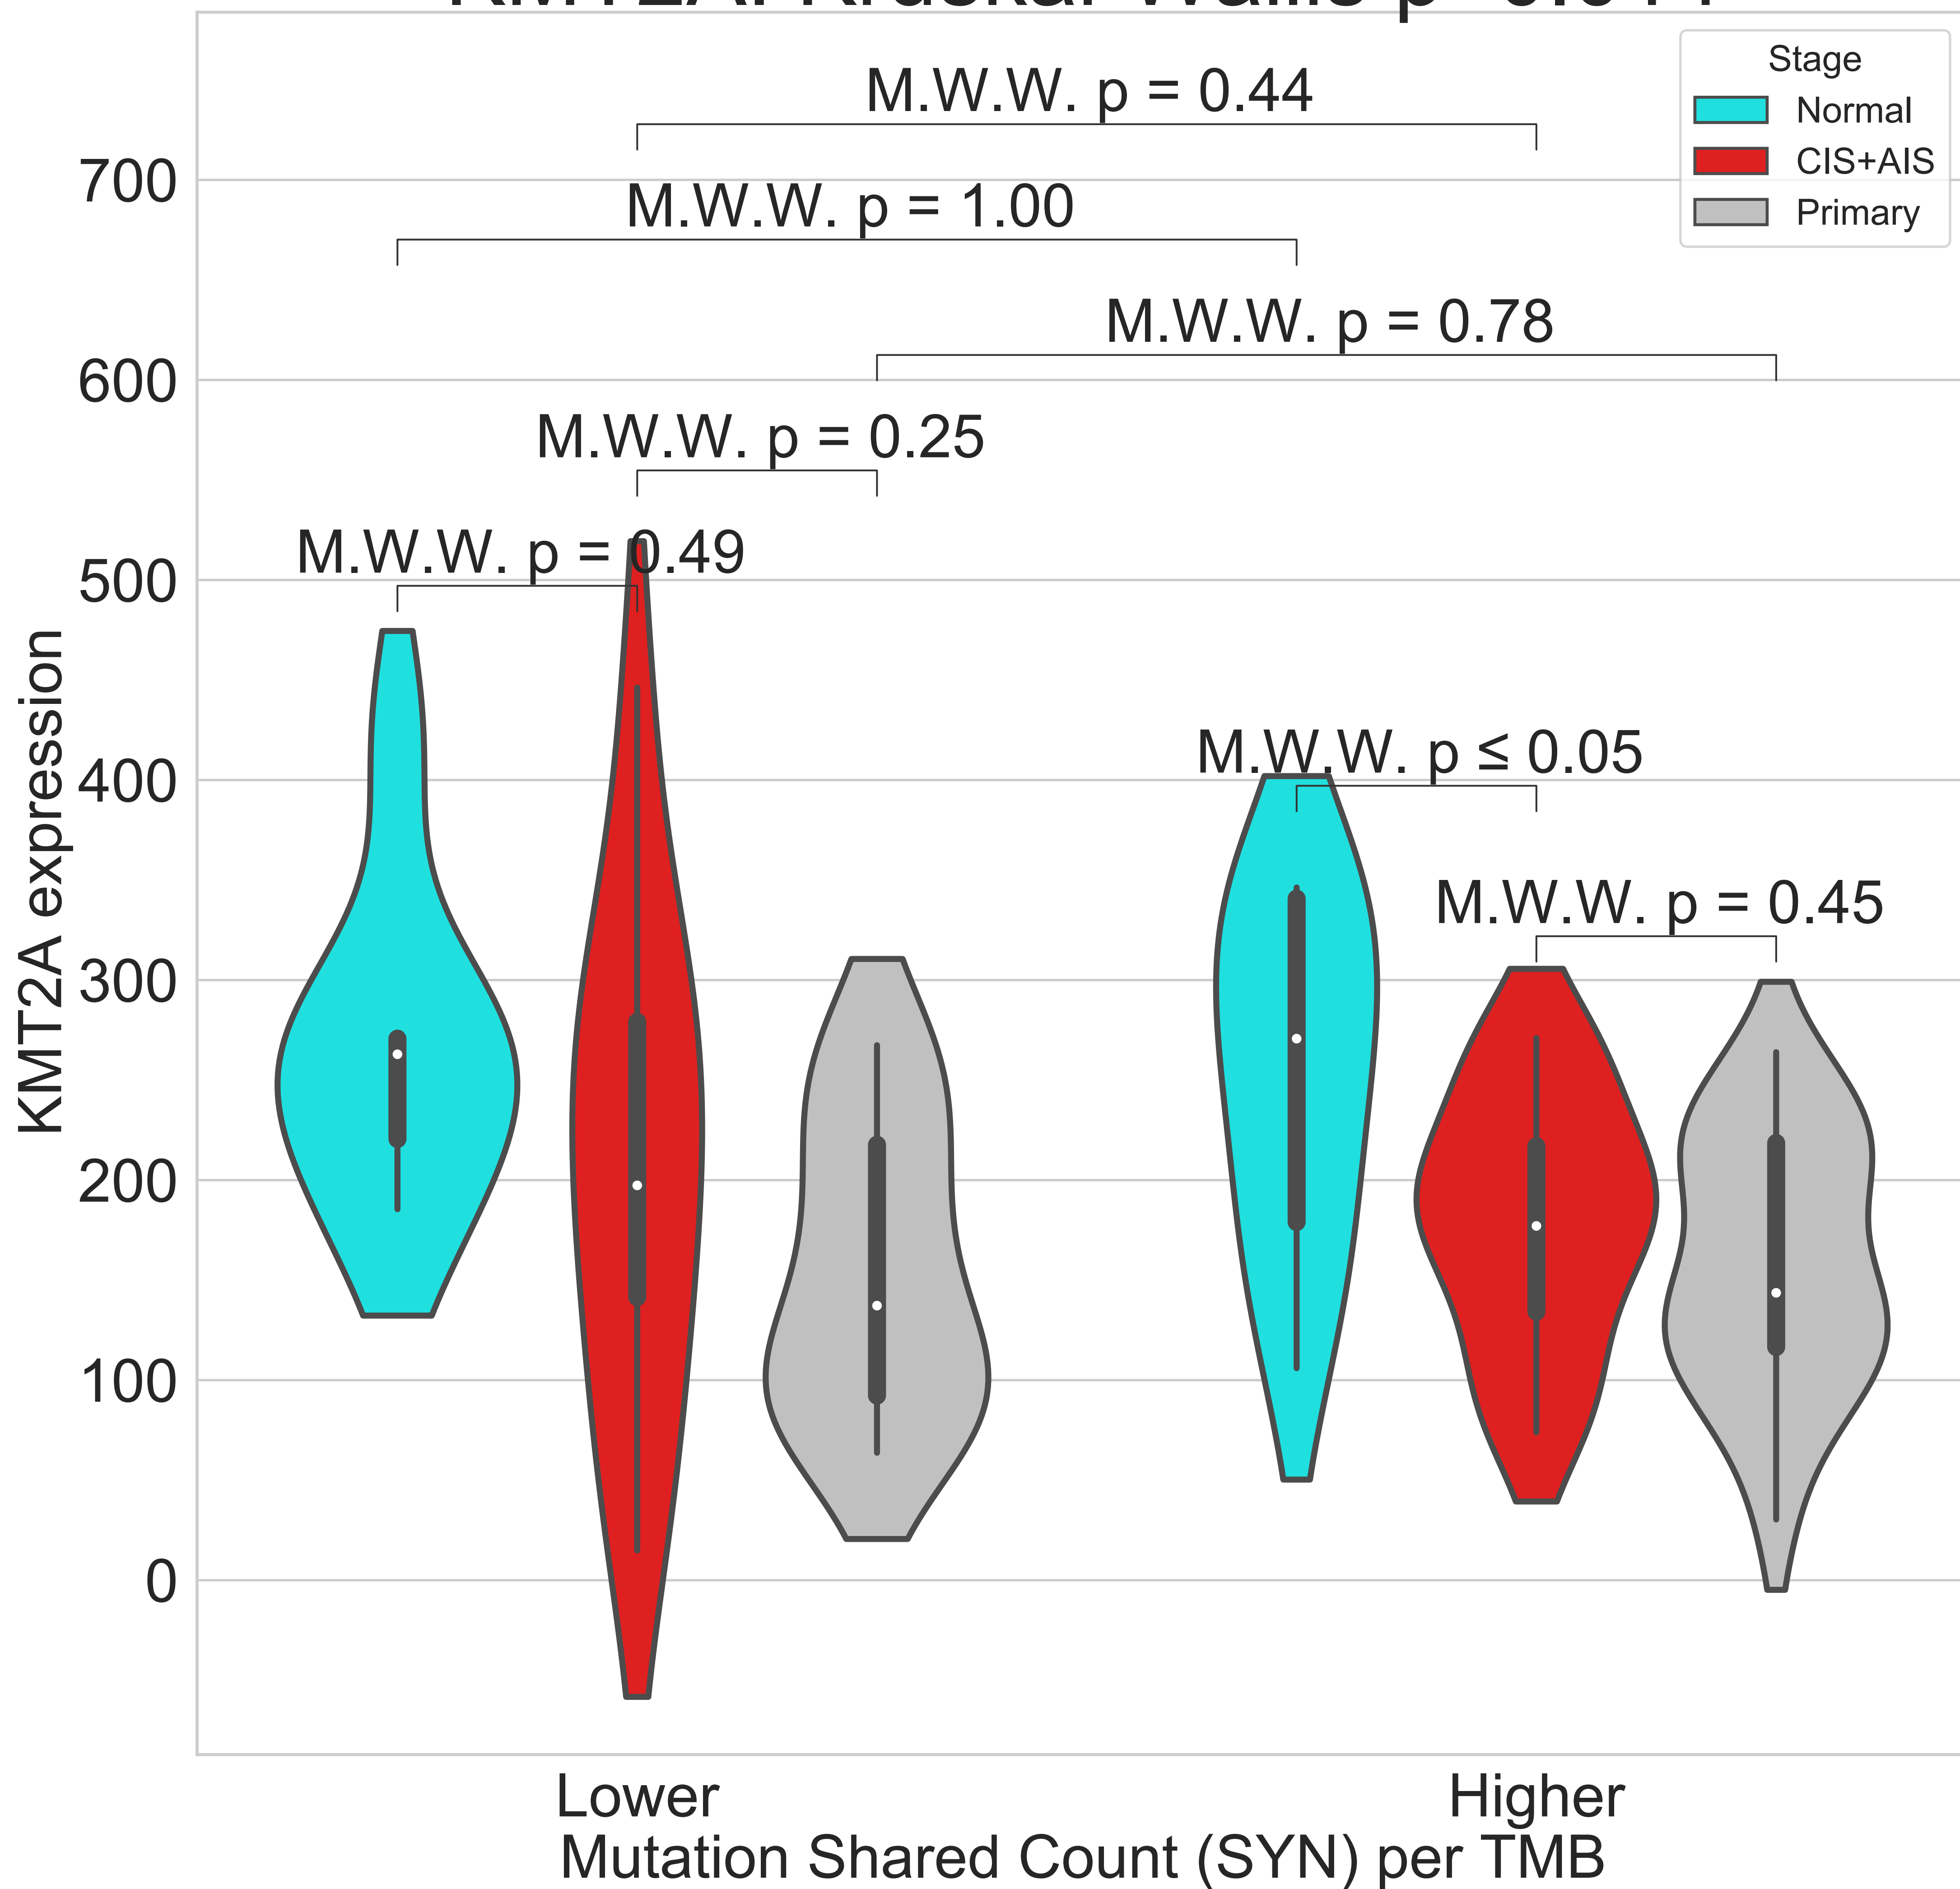 Stage
Normal
CIS+AIS
Primary
M.W.W. p = 0.44
M.W.W. p = 1.00
M.W.W. p = 0.78
M.W.W. p = 0.25
M.W.W. p = 0.49
M.W.W. p ≤ 0.05
M.W.W. p = 0.45
700
600
500
400
300
200
100
0
KMT2A expression
Lower
Higher
Mutation Shared Count (SYN) per TMB